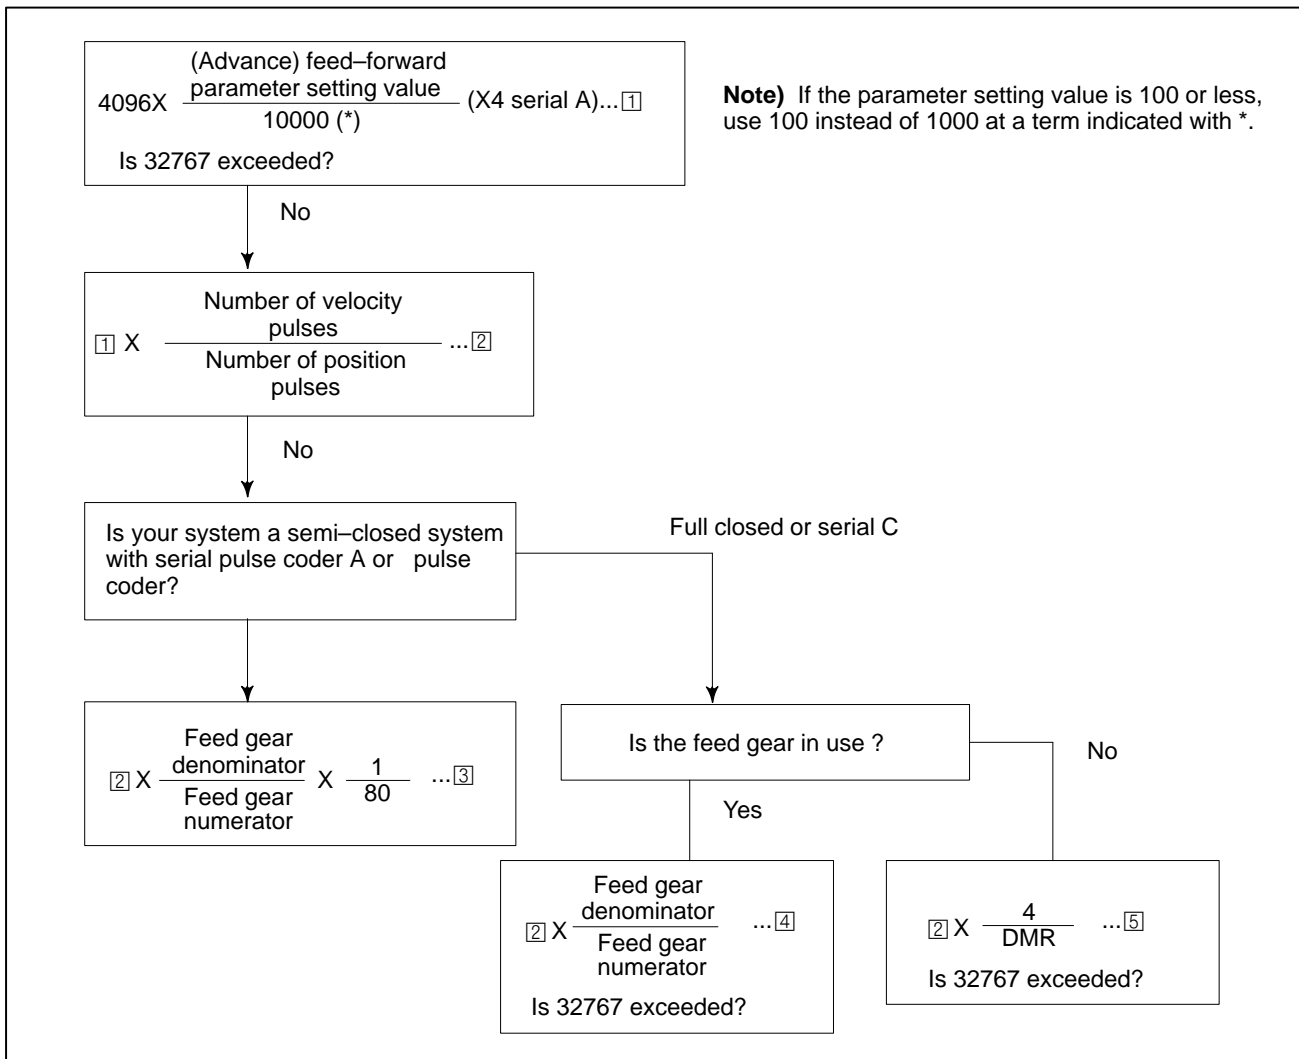 (Advance) feed–forward
parameter setting value
4096X
10000 (*)
(X4 serial A)...1
Is 32767 exceeded?
Note) If the parameter setting value is 100 or less,
use 100 instead of 1000 at a term indicated with *.
No
Number of velocity
pulses
1 X
...2
Number of position
pulses
No
Is your system a semi–closed system
with serial pulse coder A or pulse
coder?
Full closed or serial C
Feed gear
denominator
2 X
Feed gear
numerator
X
1
80
...3
Is the feed gear in use ?
No
Yes
Feed gear
denominator
2 X
Feed gear
numerator
...4
Is 32767 exceeded?
2 X
4
DMR
...5
Is 32767 exceeded?